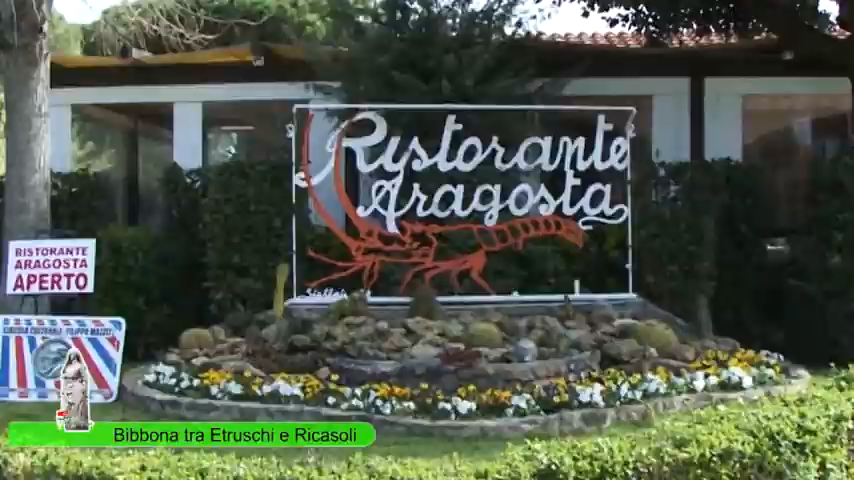 Ristorante
Aragosta
RISTORANTE
ARAGOSTA
APERTO
Bibbona tra Etruschi e Ricasoli